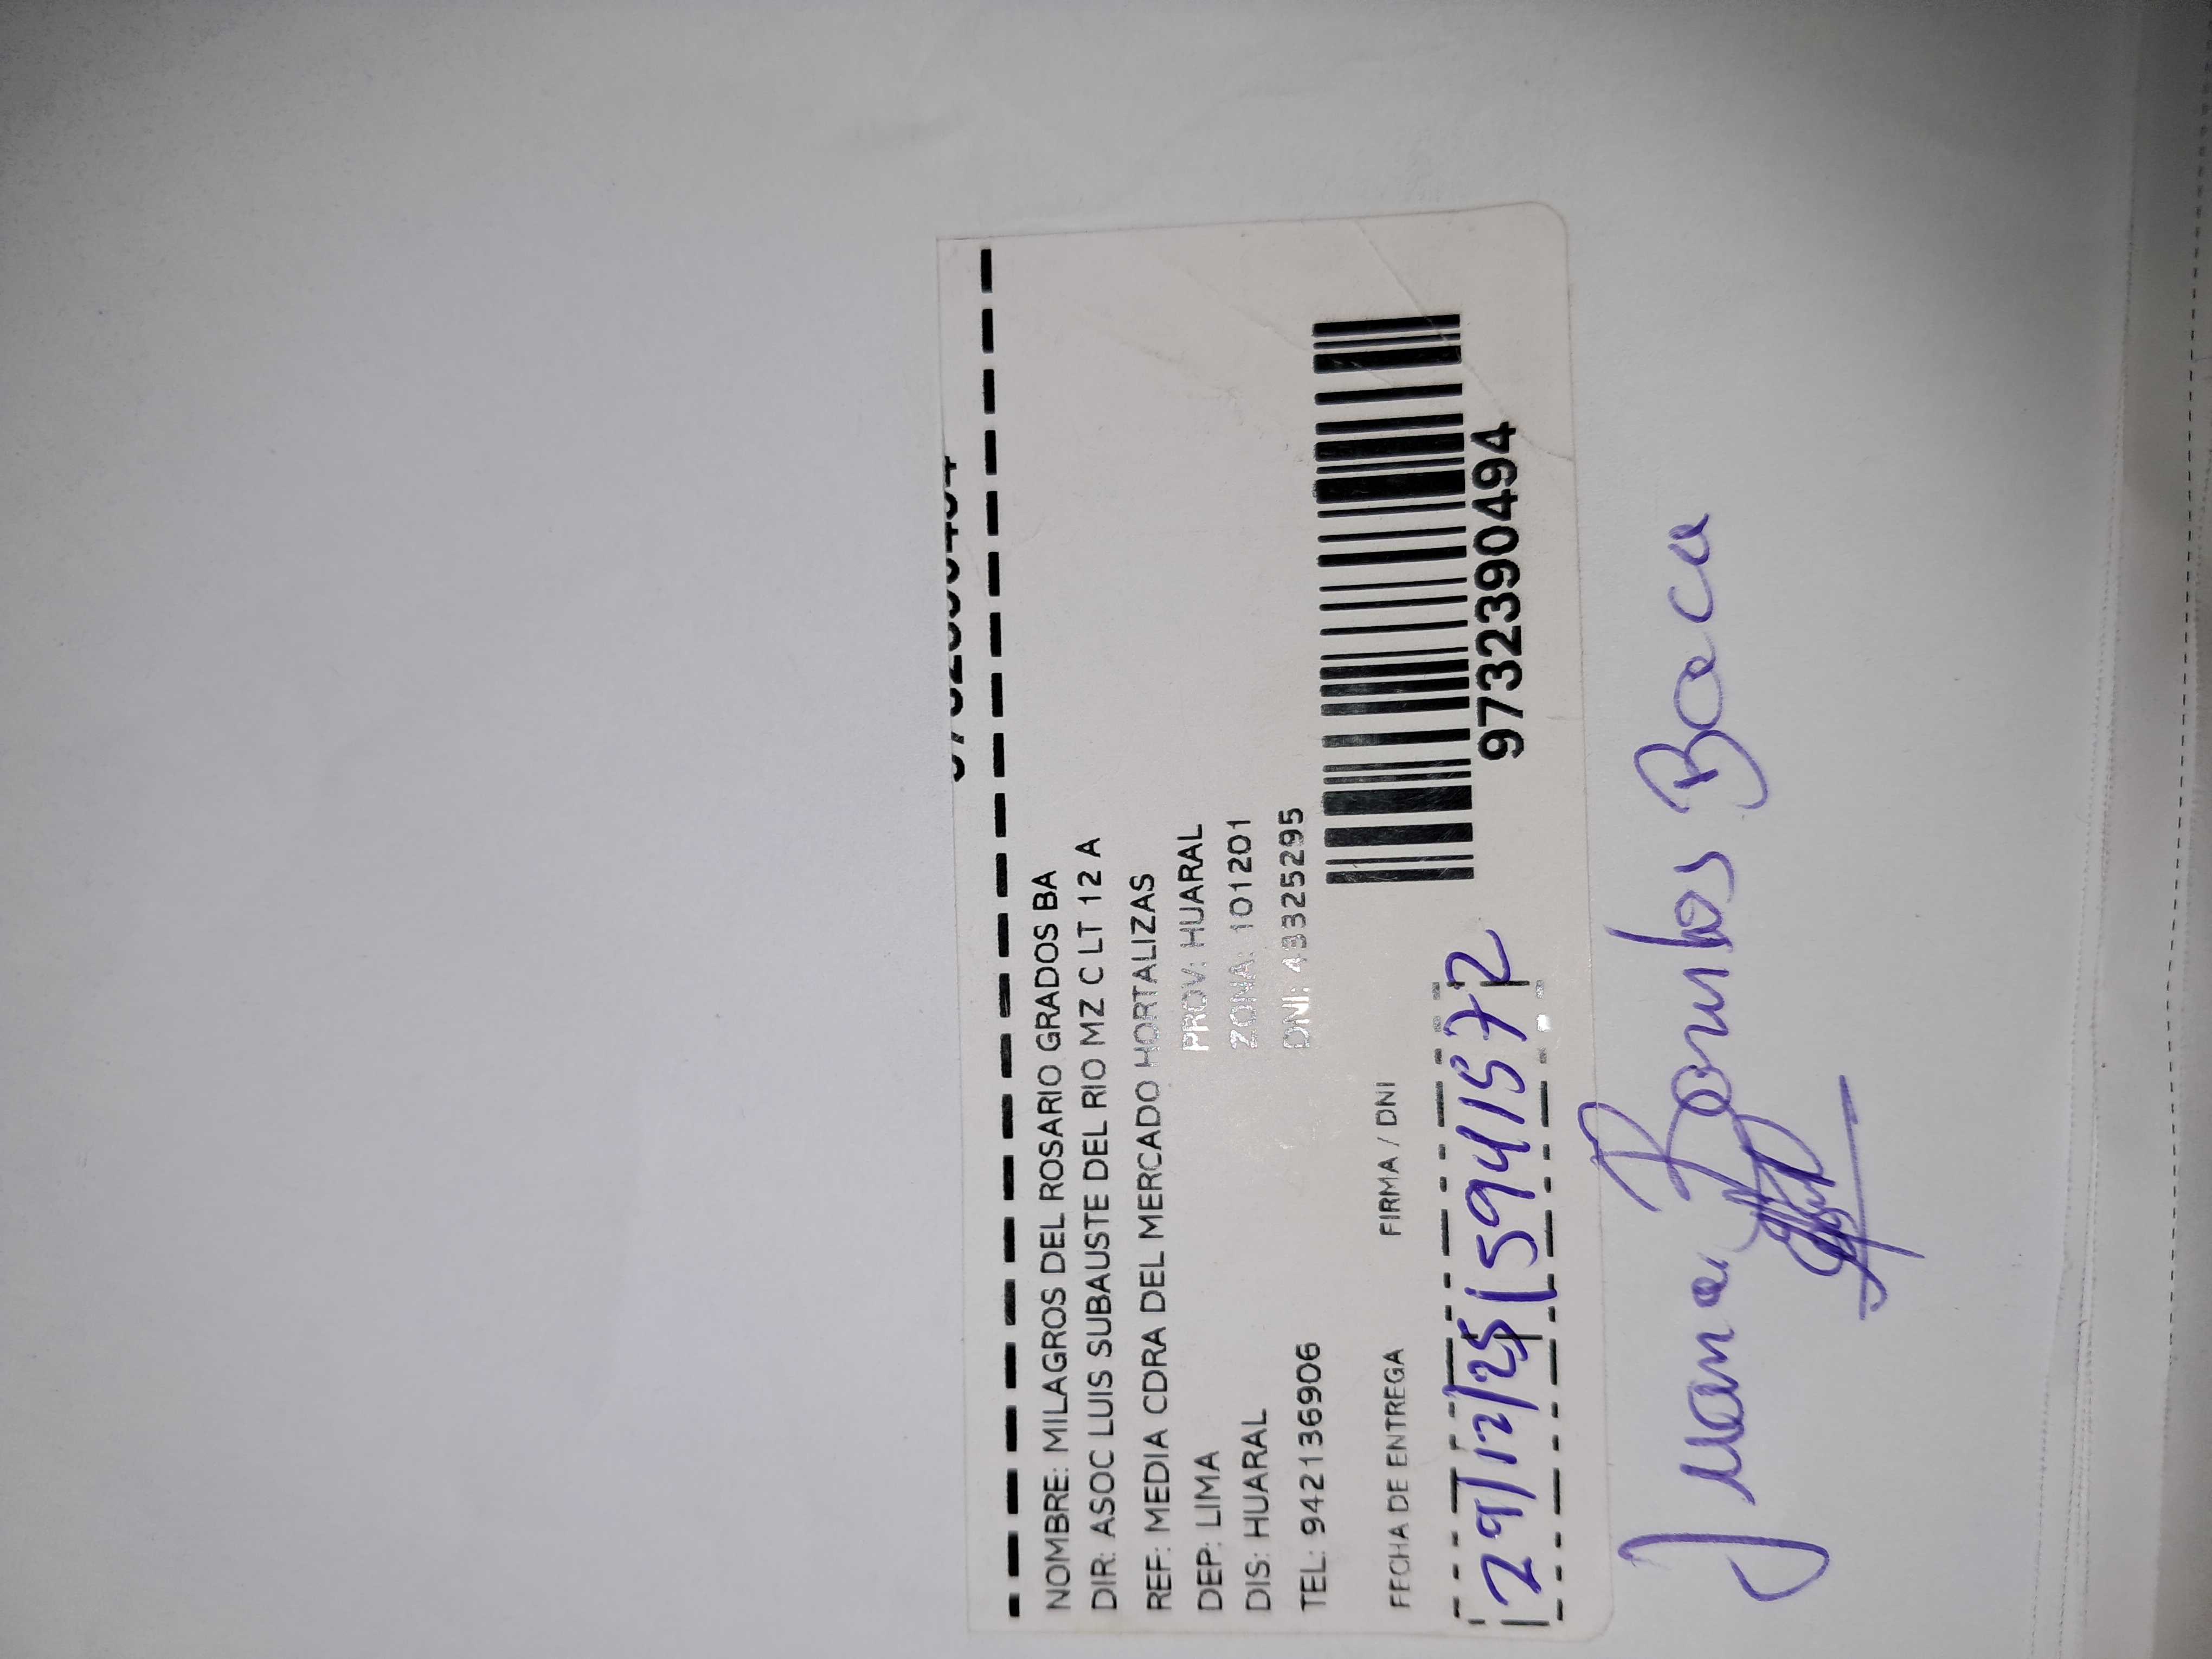 NOMBRE: MILAGROS DEL ROSARIO GRADOS BA
DIR: ASOC LUIS SUBAUSTE DEL RIO MZ C LT 12 A
REF: MEDIA CDRA DEL MERCADO HORTALIZAS
DEP: LIMA PROV: HUARAL
DIS: HUARAL ZONA: 101201
TEL: 942136906 DNI: 43325295
FECHA DE ENTREGA FIRMA / DNI
29/12/25 15941572
9732390494
Juana Bombos Baca